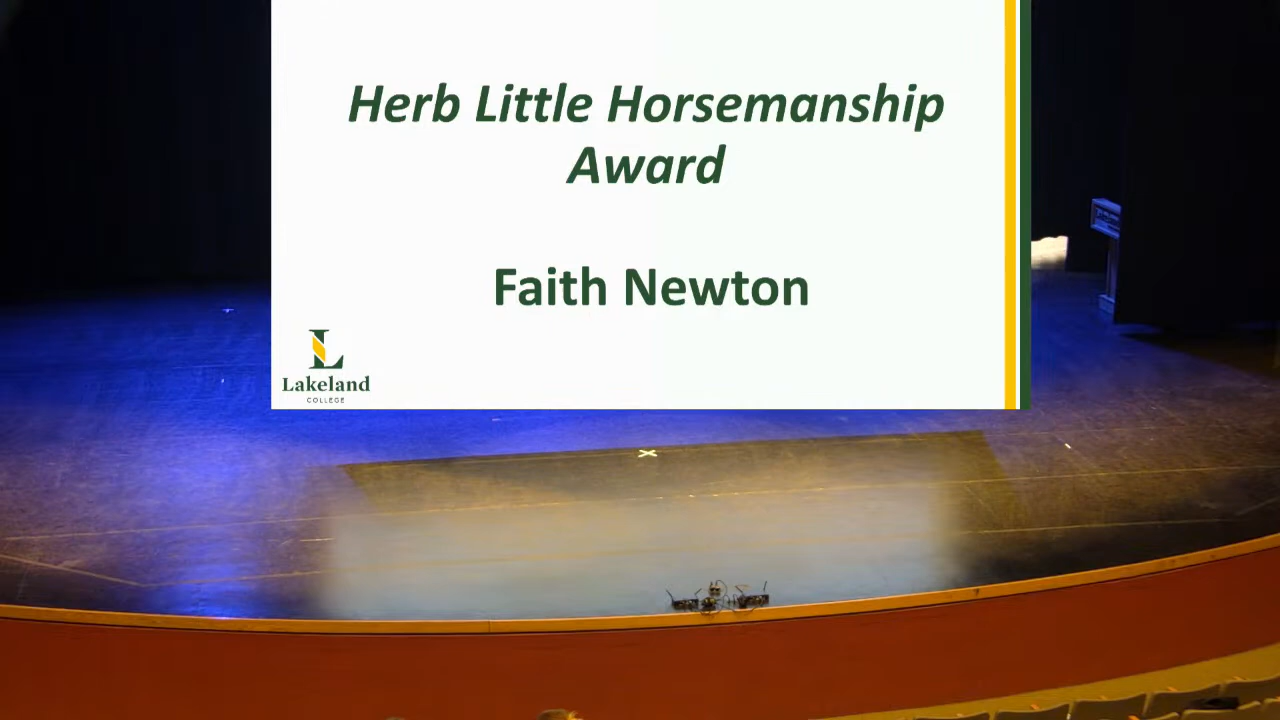 Herb Little Horsemanship
Award
Faith Newton
Lakeland
COLLEGE